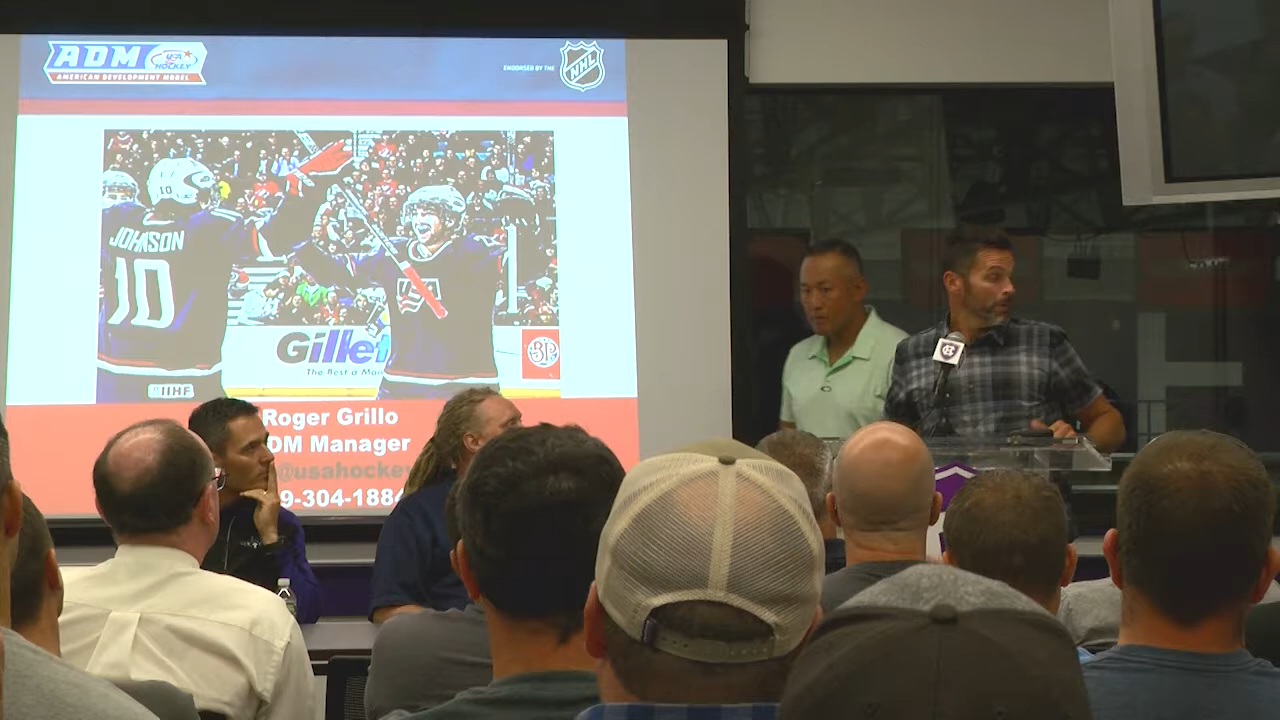 ADM
USA
HOCKEY
AMERICAN DEVELOPMENT MODEL
ENDORSED BY THE
NHL
10
JOHNSON
10
Gillet
The Best a Man
BP
IIHF
Roger Grillo
DM Manager
@usahockey
9-304-1884